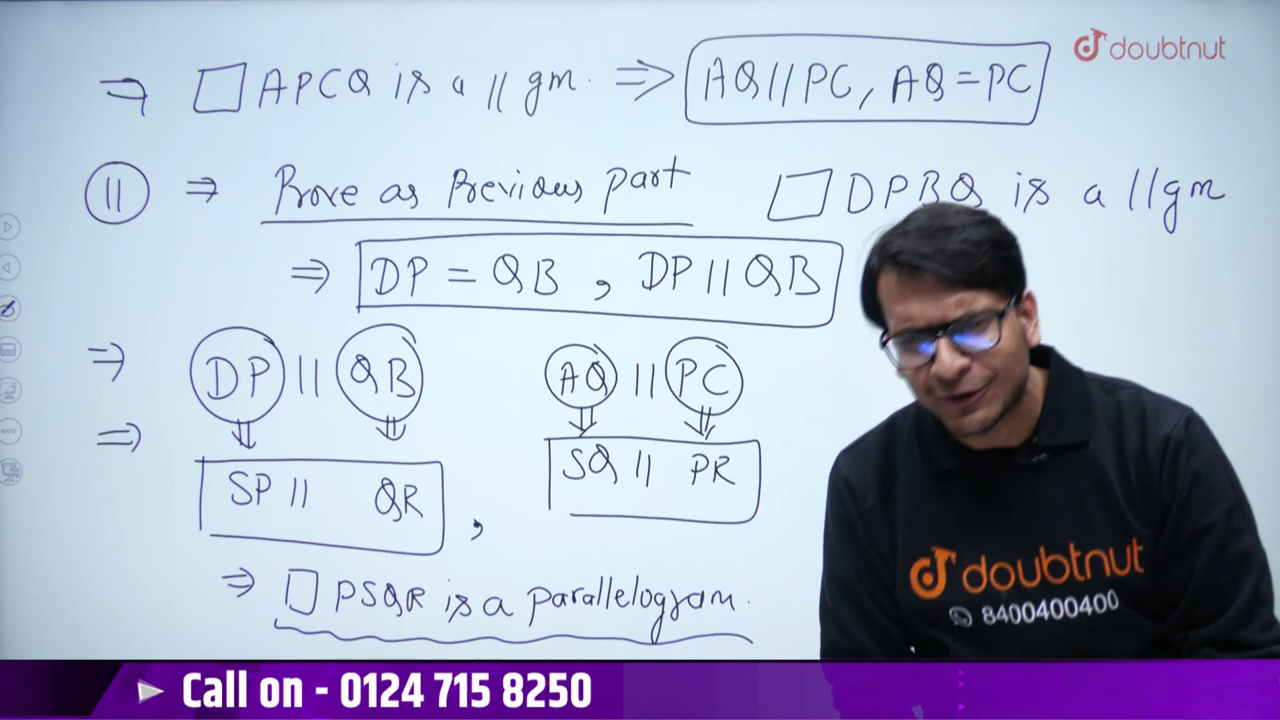 doubtnut
⇒ □ APCQ is a || gm. ⇒ AQ || PC, AQ = PC
(II) ⇒ Prove as Previous part □ DPBQ is a ||gm
⇒ DP = QB, DP || QB
⇒ DP || QB AQ || PC
⇒ SP || QR, SQ || PR
⇒ □ PSQR is a parallelogram.
doubtnut
8400400400
Call on - 0124 715 8250